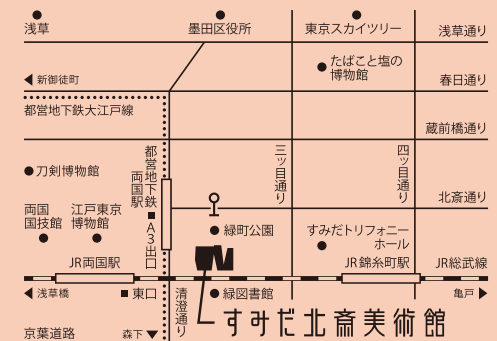 浅草
墨田区役所
東京スカイツリー
浅草通り
たばこと塩の
博物館
新御徒町
春日通り
都営地下鉄大江戸線
蔵前橋通り
都営地下鉄
両国駅
A3出口
三ッ目通り
四ッ目通り
刀剣博物館
北斎通り
両国
国技館
江戸東京
博物館
緑町公園
すみだトリフォニー
ホール
JR両国駅
JR錦糸町駅
JR総武線
浅草橋
東口
清澄通り
緑図書館
亀戸
京葉道路
森下
すみだ北斎美術館